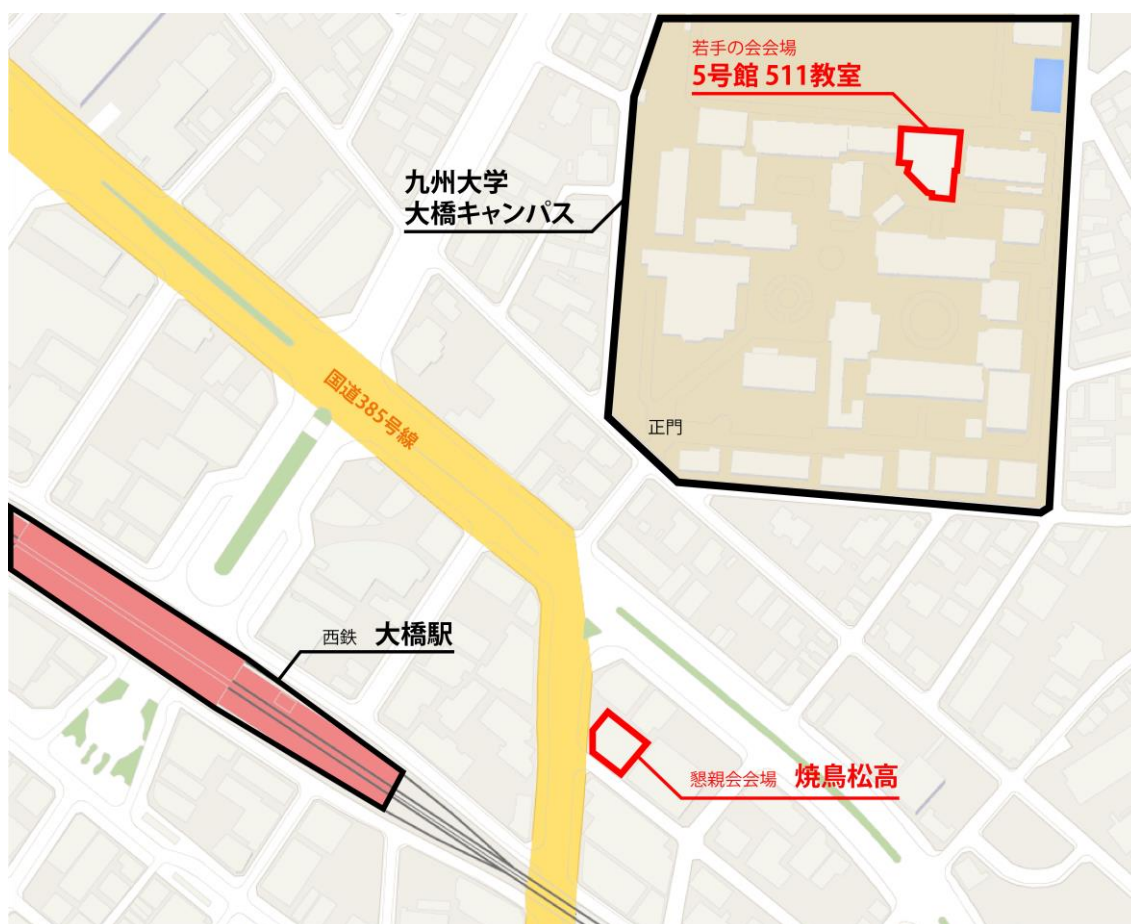 若手の会会場
5号館 511教室
九州大学
大橋キャンパス
国道385号線
正門
西鉄 大橋駅
懇親会会場 焼鳥松高